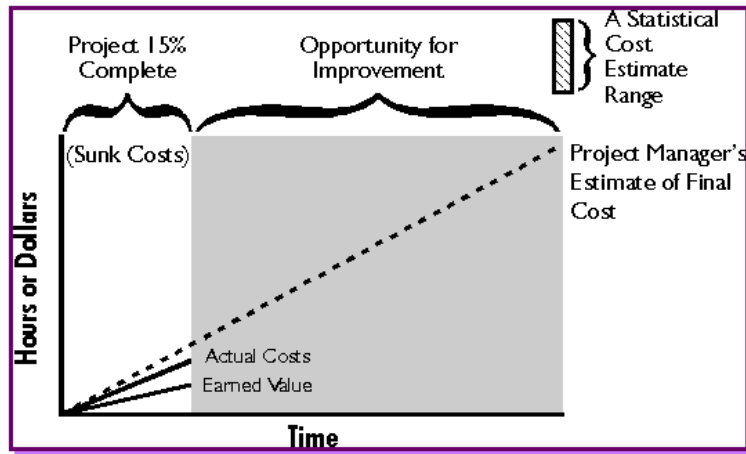 Project 15%
Complete
Opportunity for
Improvement
A Statistical
Cost
Estimate
Range
(Sunk Costs)
Project Manager's
Estimate of Final
Cost
Hours or Dollars
Actual Costs
Earned Value
Time